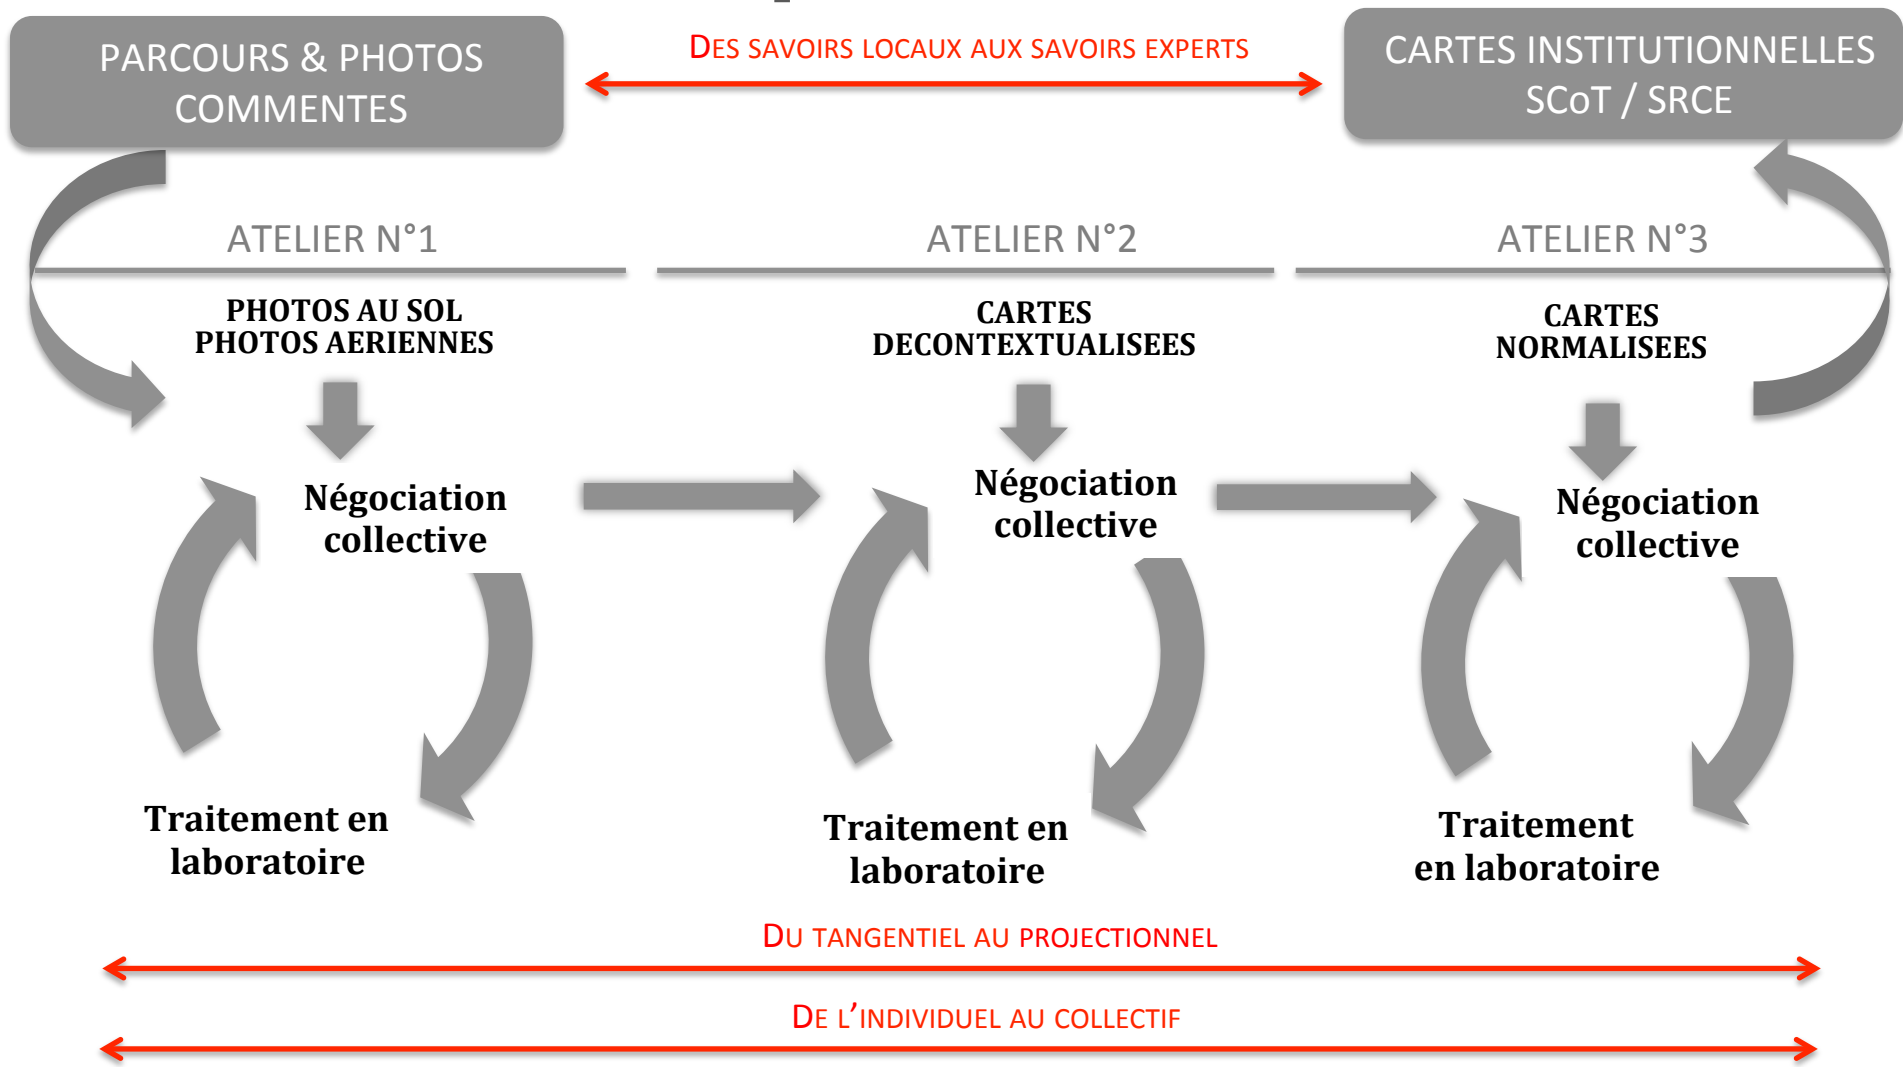 PARCOURS & PHOTOS
COMMENTES
DES SAVOIRS LOCAUX AUX SAVOIRS EXPERTS
CARTES INSTITUTIONNELLES
SCoT / SRCE
ATELIER N°1
ATELIER N°2
ATELIER N°3
PHOTOS AU SOL
PHOTOS AERIENNES
CARTES
DECONTEXTUALISEES
CARTES
NORMALISEES
Négociation
collective
Négociation
collective
Négociation
collective
Traitement en
laboratoire
Traitement en
laboratoire
Traitement
en laboratoire
DU TANGENTIEL AU PROJECTIONNEL
DE L’INDIVIDUEL AU COLLECTIF